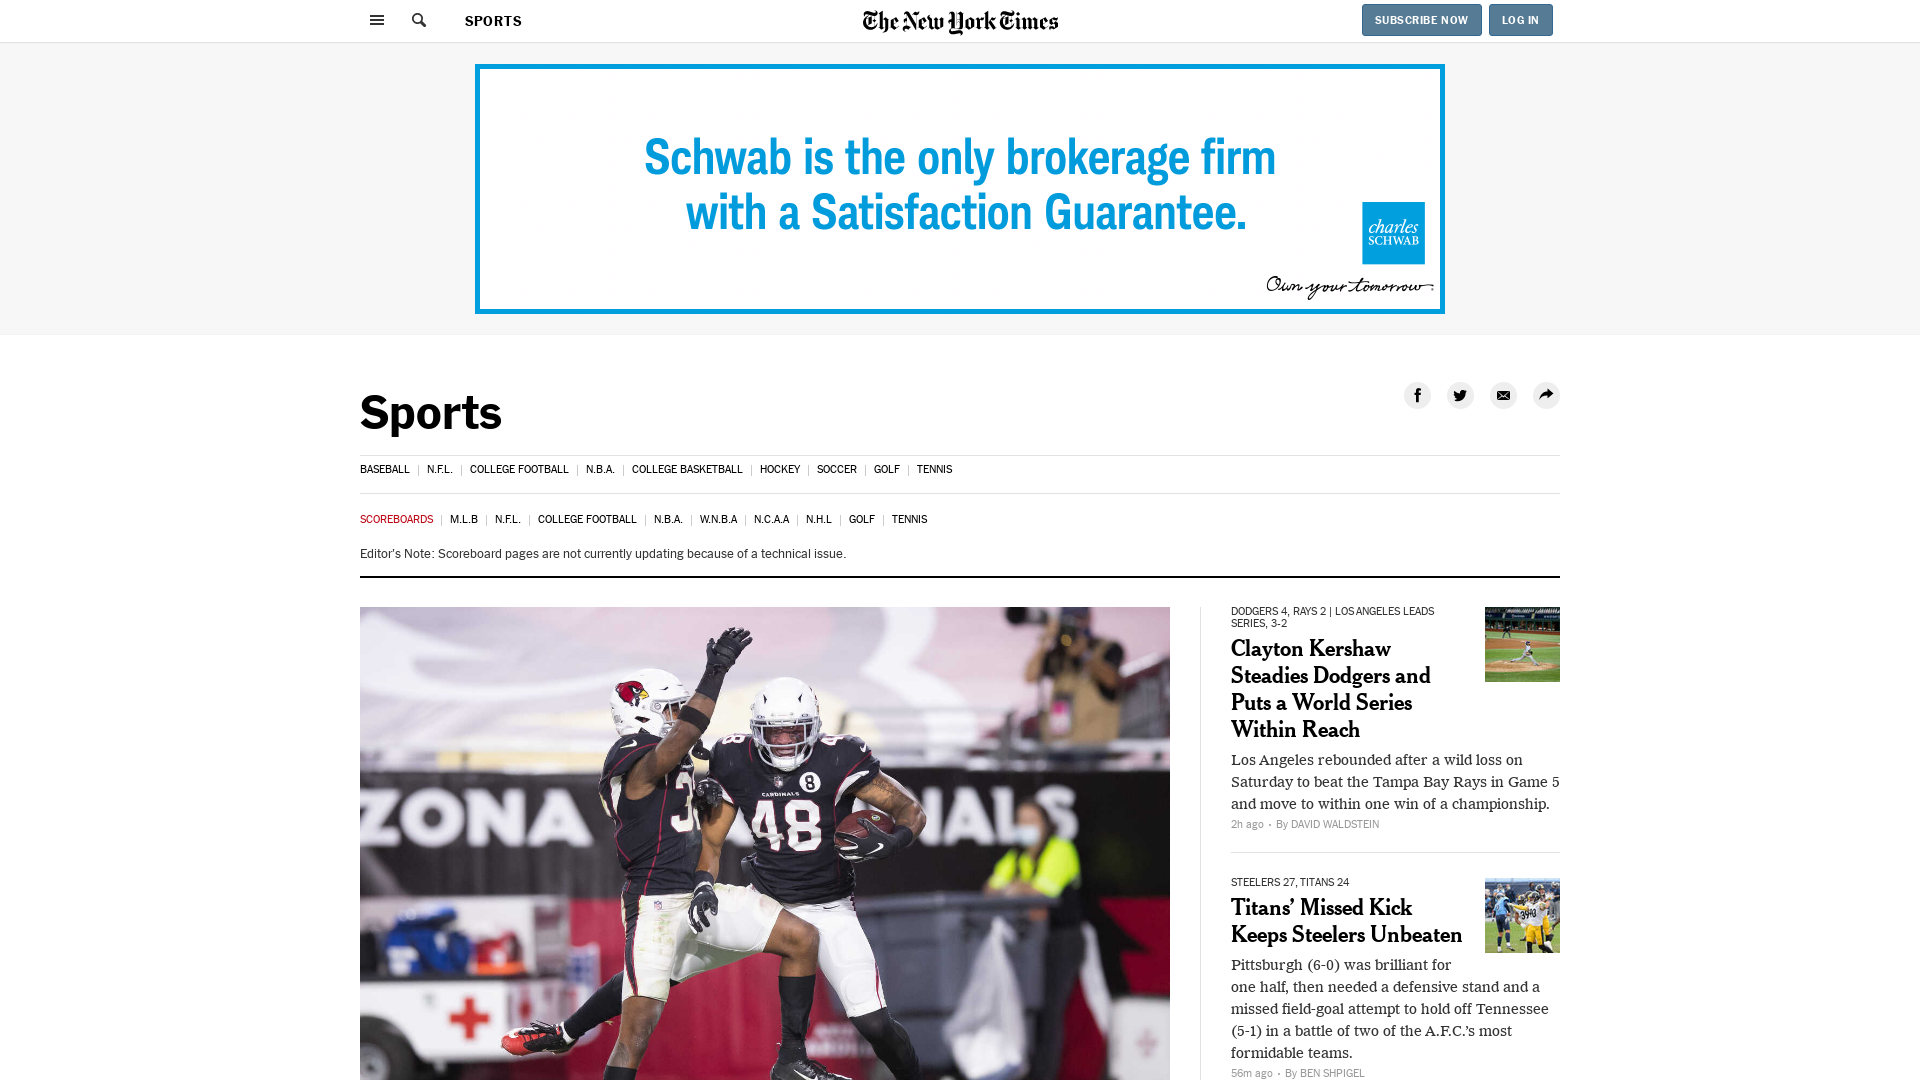 SPORTS
The New York Times
SUBSCRIBE NOW
LOG IN
Schwab is the only brokerage firm
with a Satisfaction Guarantee.
charles
SCHWAB
Own your tomorrow.
Sports
BASEBALL | N.F.L. | COLLEGE FOOTBALL | N.B.A. | COLLEGE BASKETBALL | HOCKEY | SOCCER | GOLF | TENNIS
SCOREBOARDS | M.L.B | N.F.L. | COLLEGE FOOTBALL | N.B.A. | W.N.B.A | N.C.A.A | N.H.L | GOLF | TENNIS
Editor's Note: Scoreboard pages are not currently updating because of a technical issue.
ZONA
NALS
8
CARDINALS
48
DODGERS 4, RAYS 2 | LOS ANGELES LEADS
SERIES, 3-2
Clayton Kershaw
Steadies Dodgers and
Puts a World Series
Within Reach
Los Angeles rebounded after a wild loss on
Saturday to beat the Tampa Bay Rays in Game 5
and move to within one win of a championship.
2h ago • By DAVID WALDSTEIN
STEELERS 27, TITANS 24
Titans’ Missed Kick
Keeps Steelers Unbeaten
Pittsburgh (6-0) was brilliant for
one half, then needed a defensive stand and a
missed field-goal attempt to hold off Tennessee
(5-1) in a battle of two of the A.F.C.’s most
formidable teams.
56m ago • By BEN SHPIGEL